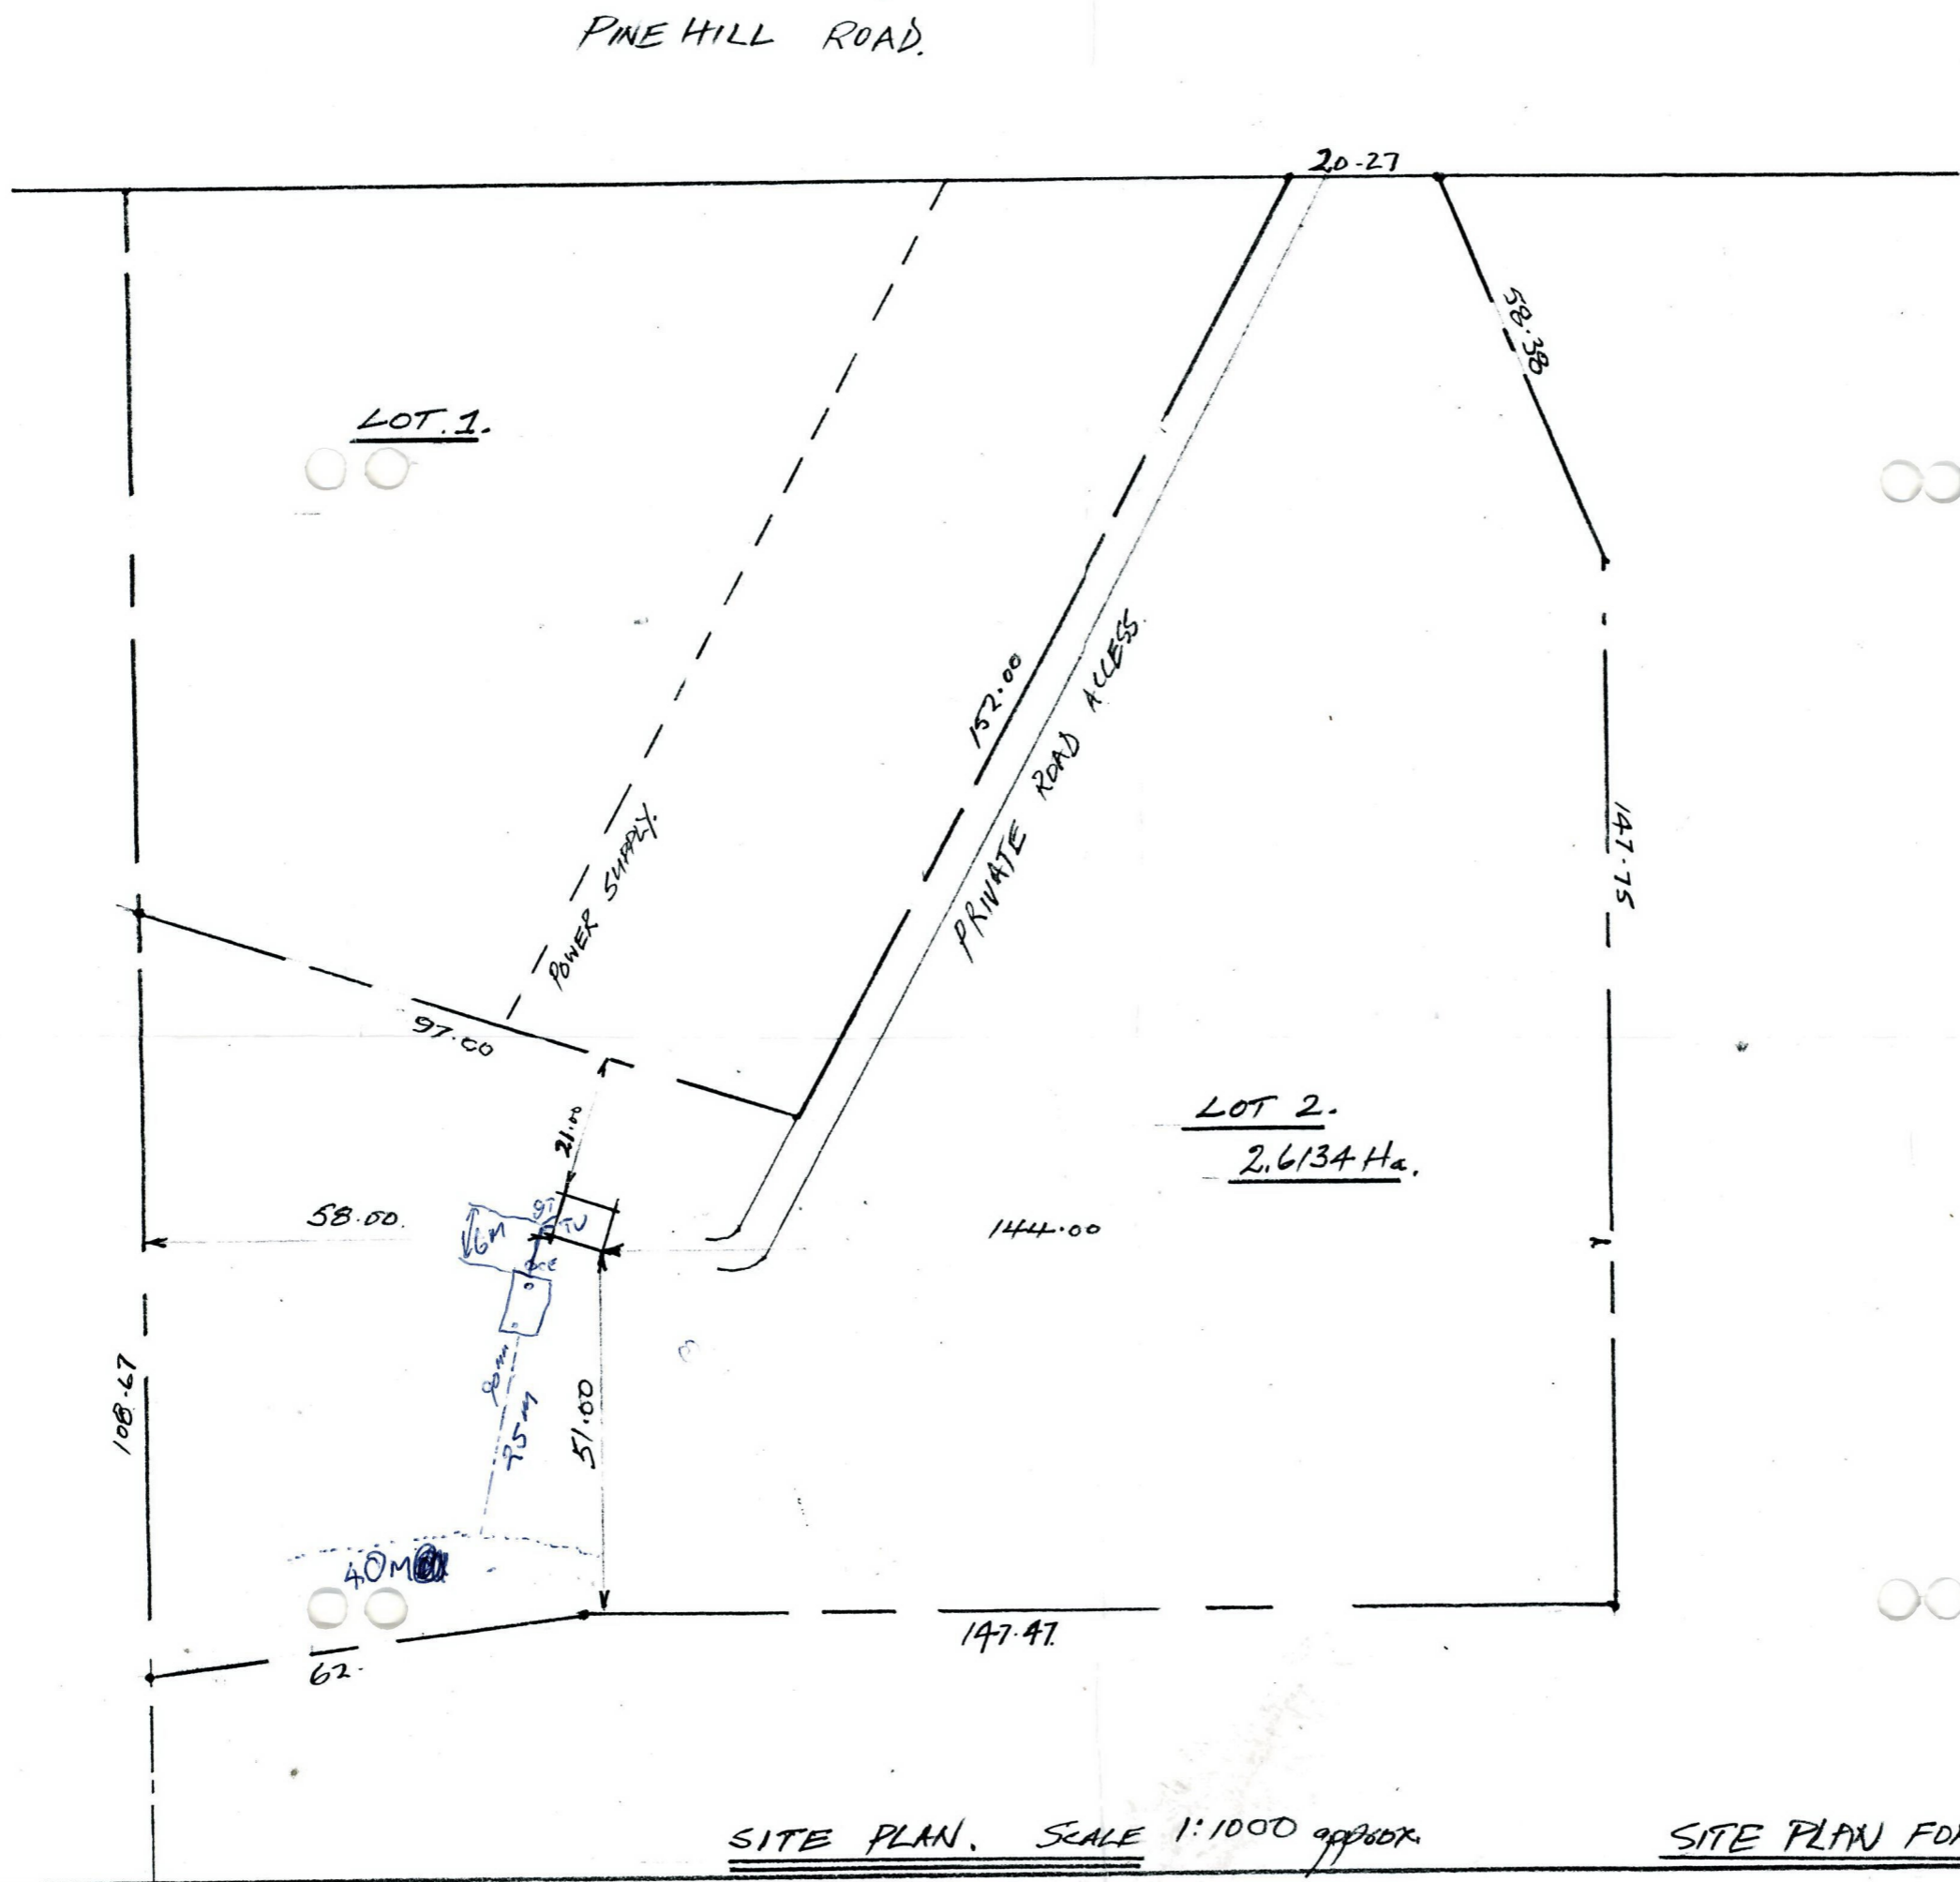 PINE HILL ROAD.
20-27
58.38
LOT.1.
152.00
PRIVATE ROAD ACCESS.
147.75
POWER SUPPLY.
97.00
21.00
LOT 2.
2.6134 Ha.
58.00.
6M
TV
144.00
108.67
51.00
40M
147.47.
62.
SITE PLAN. SCALE 1:1000 approx.
SITE PLAN FOR